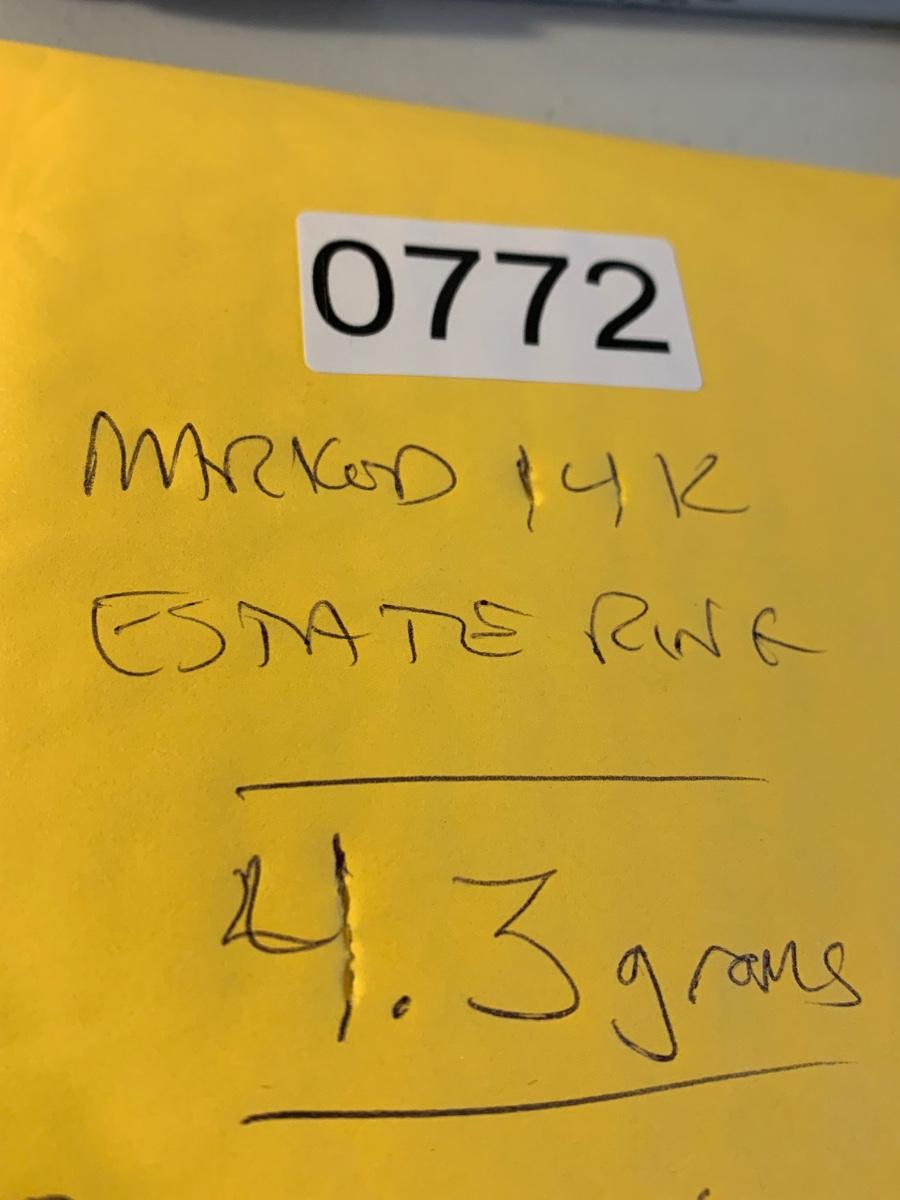 0772
MARKED 14K
ESTATE RING
4.3 grams